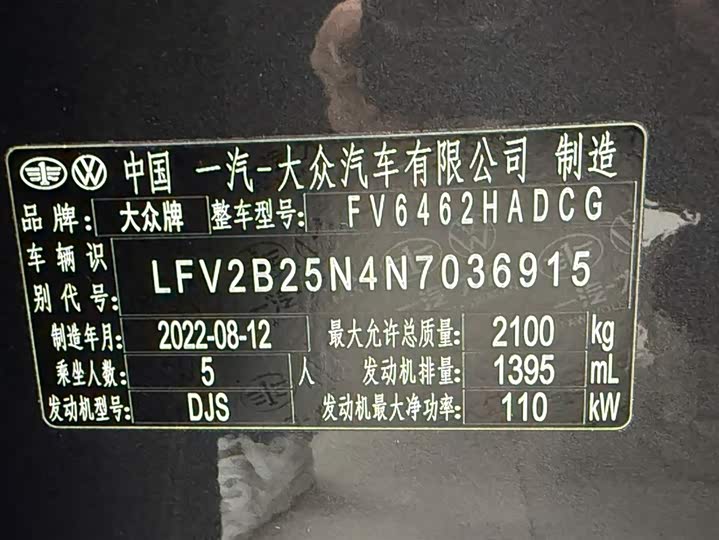 中国 一汽-大众汽车有限公司 制造
品牌: 大众牌 整车型号: FV6462HADCG
车辆识别代号: LFV2B25N4N7036915
制造年月: 2022-08-12 最大允许总质量: 2100 kg
乘坐人数: 5 人 发动机排量: 1395 mL
发动机型号: DJS 发动机最大净功率: 110 kW